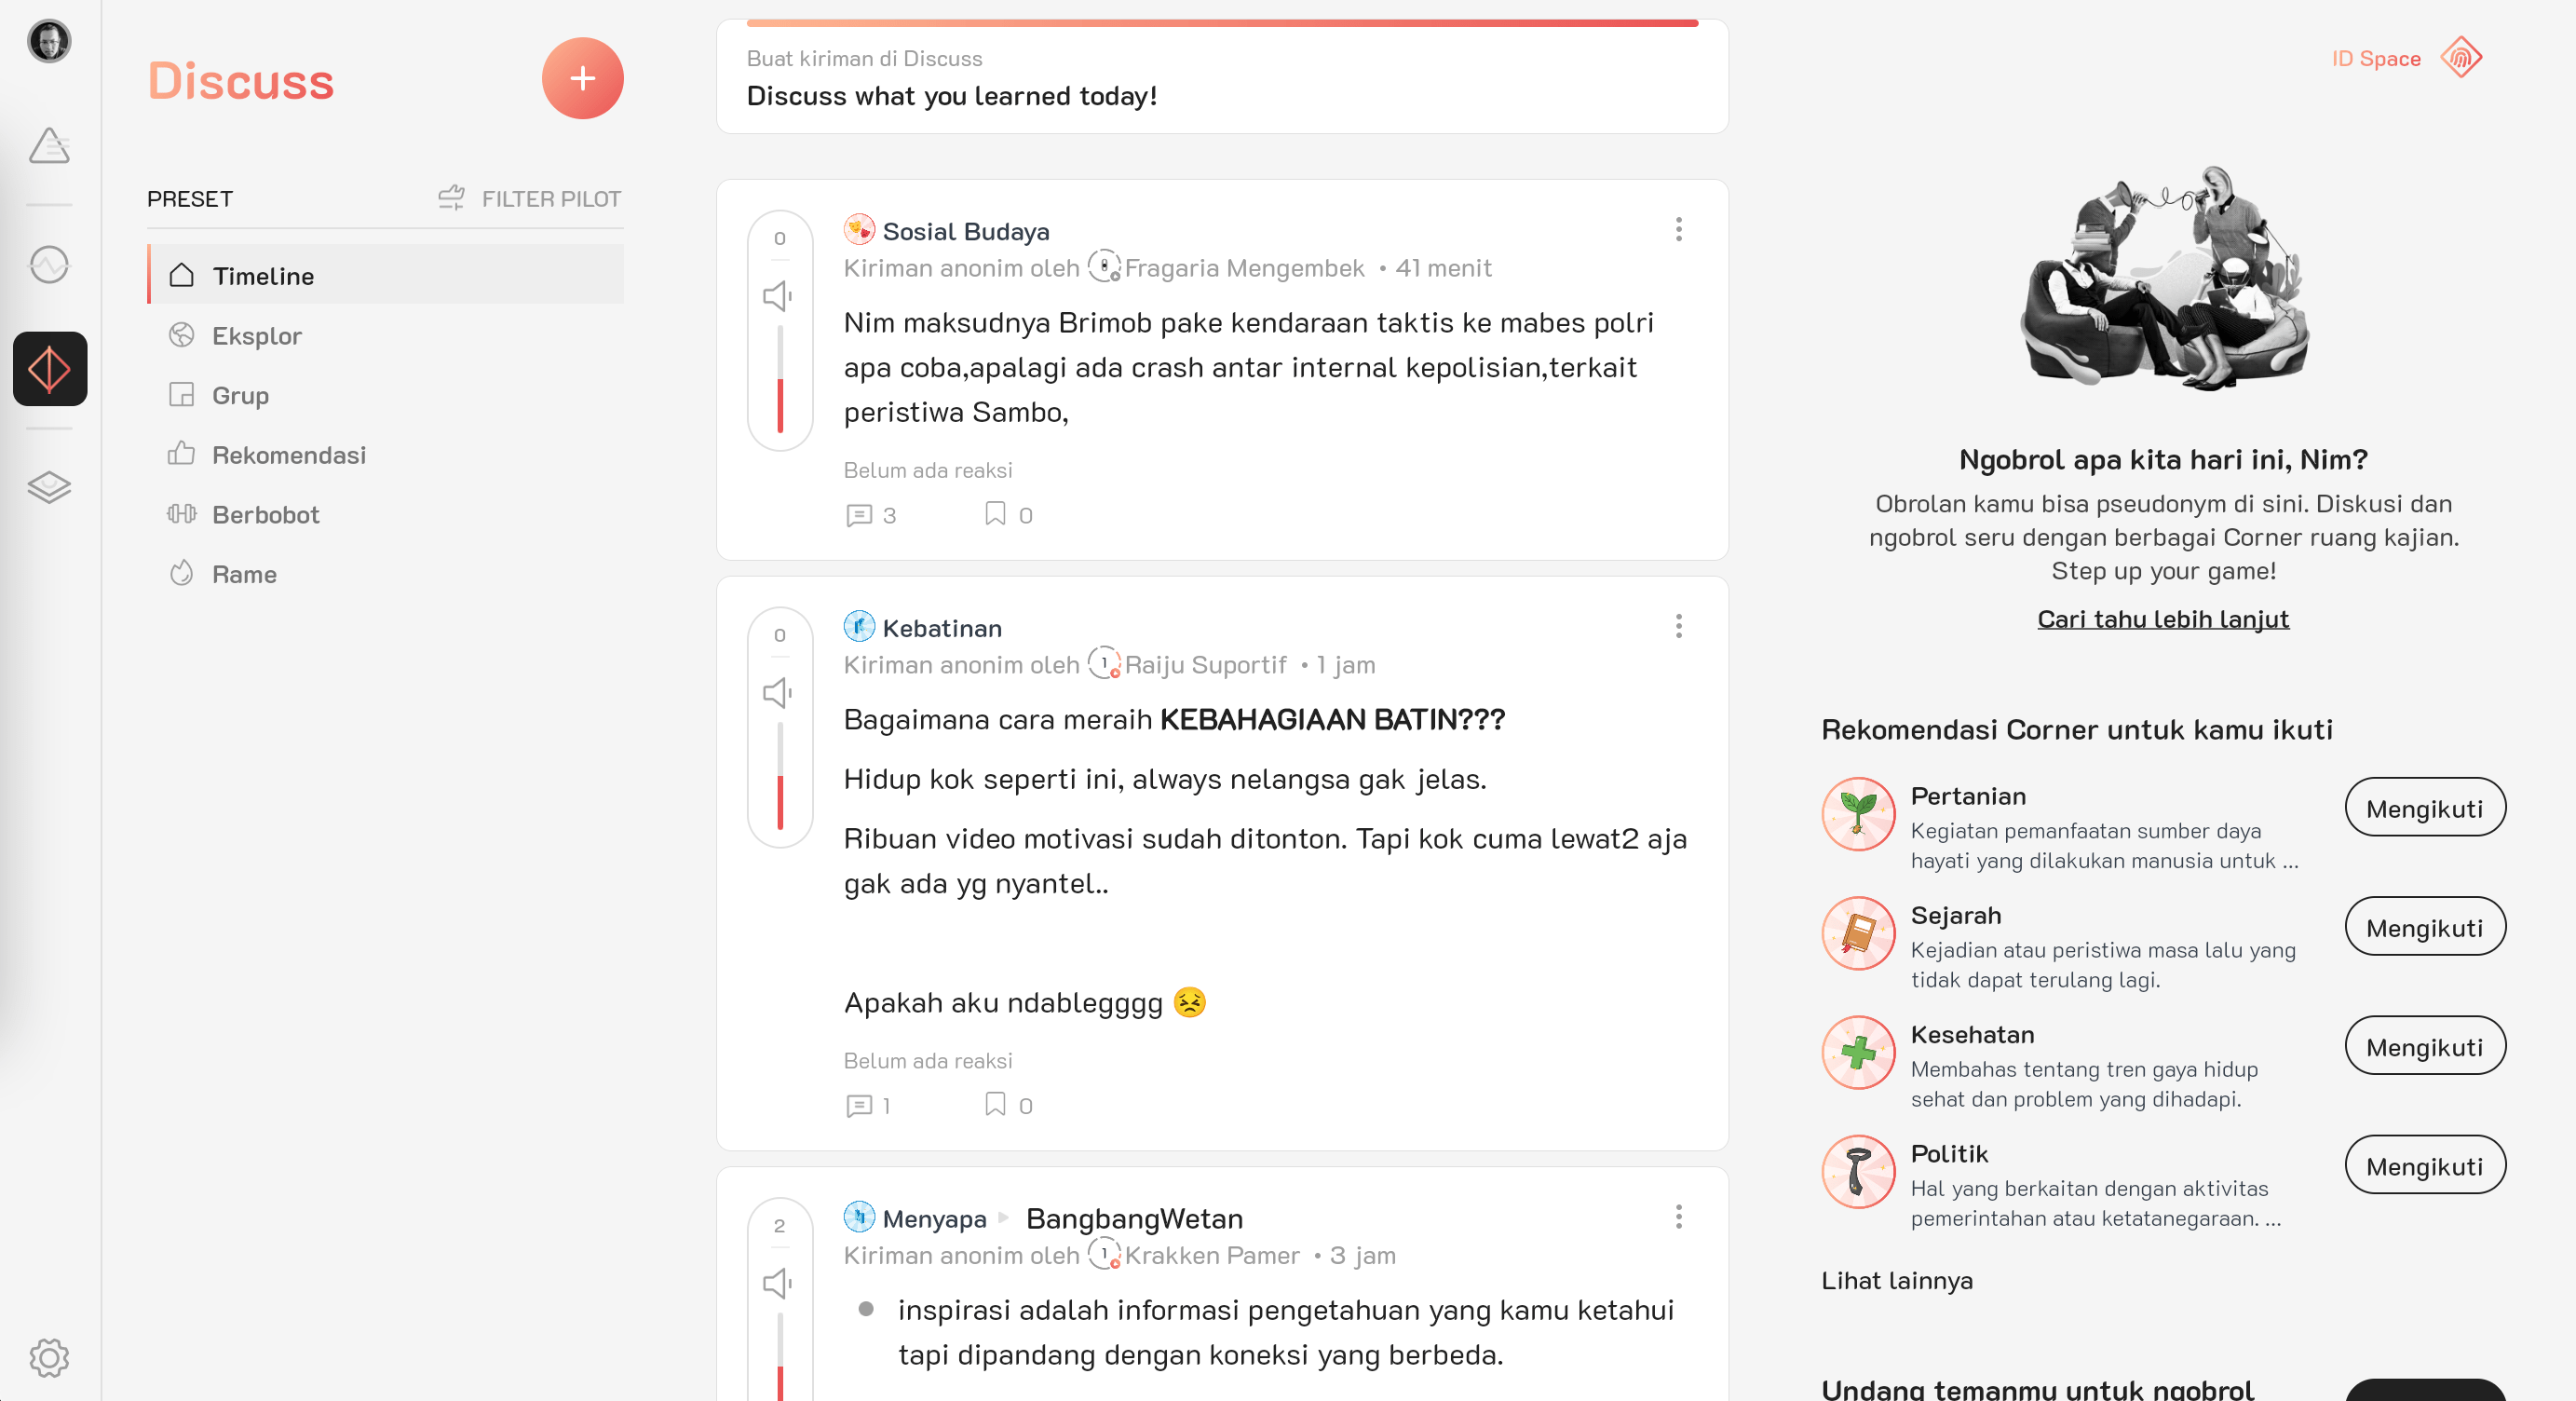 Discuss
PRESET
FILTER PILOT
Timeline
Eksplor
Grup
Rekomendasi
Berbobot
Rame
Buat kiriman di Discuss
Discuss what you learned today!
0
Sosial Budaya
Kiriman anonim oleh Fragaria Mengembek • 41 menit
Nim maksudnya Brimob pake kendaraan taktis ke mabes polri
apa coba,apalagi ada crash antar internal kepolisian,terkait
peristiwa Sambo,
Belum ada reaksi
3 0
0
Kebatinan
Kiriman anonim oleh 1 Raiju Suportif • 1 jam
Bagaimana cara meraih KEBAHAGIAAN BATIN???
Hidup kok seperti ini, always nelangsa gak jelas.
Ribuan video motivasi sudah ditonton. Tapi kok cuma lewat2 aja
gak ada yg nyantel..
Apakah aku ndablegggg 😣
Belum ada reaksi
1 0
2
Menyapa BangbangWetan
Kiriman anonim oleh 1 Krakken Pamer • 3 jam
inspirasi adalah informasi pengetahuan yang kamu ketahui
tapi dipandang dengan koneksi yang berbeda.
ID Space
Ngobrol apa kita hari ini, Nim?
Obrolan kamu bisa pseudonym di sini. Diskusi dan
ngobrol seru dengan berbagai Corner ruang kajian.
Step up your game!
Cari tahu lebih lanjut
Rekomendasi Corner untuk kamu ikuti
Pertanian
Kegiatan pemanfaatan sumber daya
hayati yang dilakukan manusia untuk ...
Mengikuti
Sejarah
Kejadian atau peristiwa masa lalu yang
tidak dapat terulang lagi.
Mengikuti
Kesehatan
Membahas tentang tren gaya hidup
sehat dan problem yang dihadapi.
Mengikuti
Politik
Hal yang berkaitan dengan aktivitas
pemerintahan atau ketatanegaraan. ...
Mengikuti
Lihat lainnya
Undang temanmu untuk ngobrol